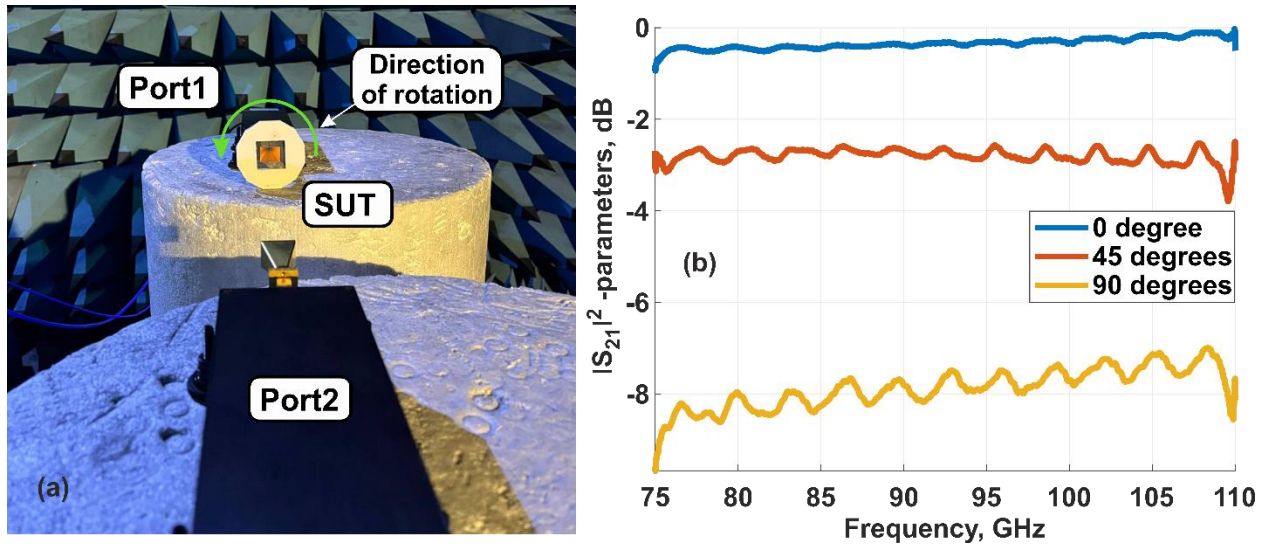 Port1
Direction
of rotation
SUT
Port2
(a)
|S21|² -parameters, dB
0
-2
-4
-6
-8
(b)
0 degree
45 degrees
90 degrees
75
80
85
90
95
100
105
110
Frequency, GHz